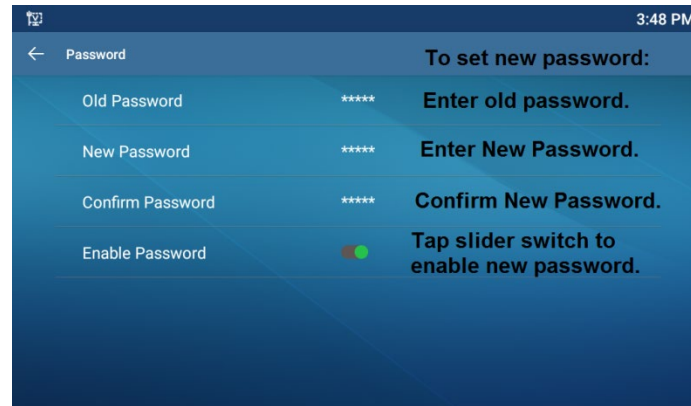 3:48 PM
Password
To set new password:
Old Password ***** Enter old password.
New Password ***** Enter New Password.
Confirm Password ***** Confirm New Password.
Enable Password Tap slider switch to
enable new password.